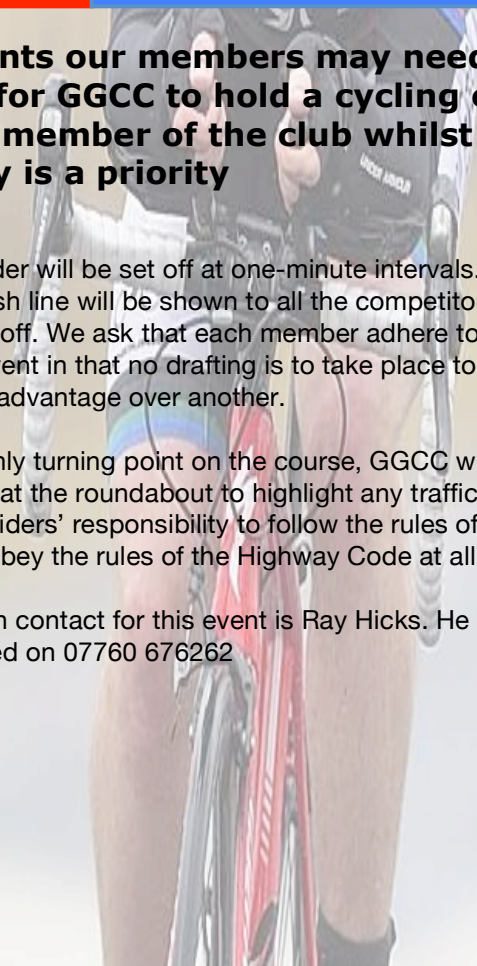 nts our members may need
for GGCC to hold a cycling
member of the club whilst
y is a priority
der will be set off at one-minute intervals.
sh line will be shown to all the competito
off. We ask that each member adhere to
vent in that no drafting is to take place to
advantage over another.
nly turning point on the course, GGCC w
at the roundabout to highlight any traffic
iders’ responsibility to follow the rules of
bey the rules of the Highway Code at all
n contact for this event is Ray Hicks. He
ed on 07760 676262
UNDER ARMOUR